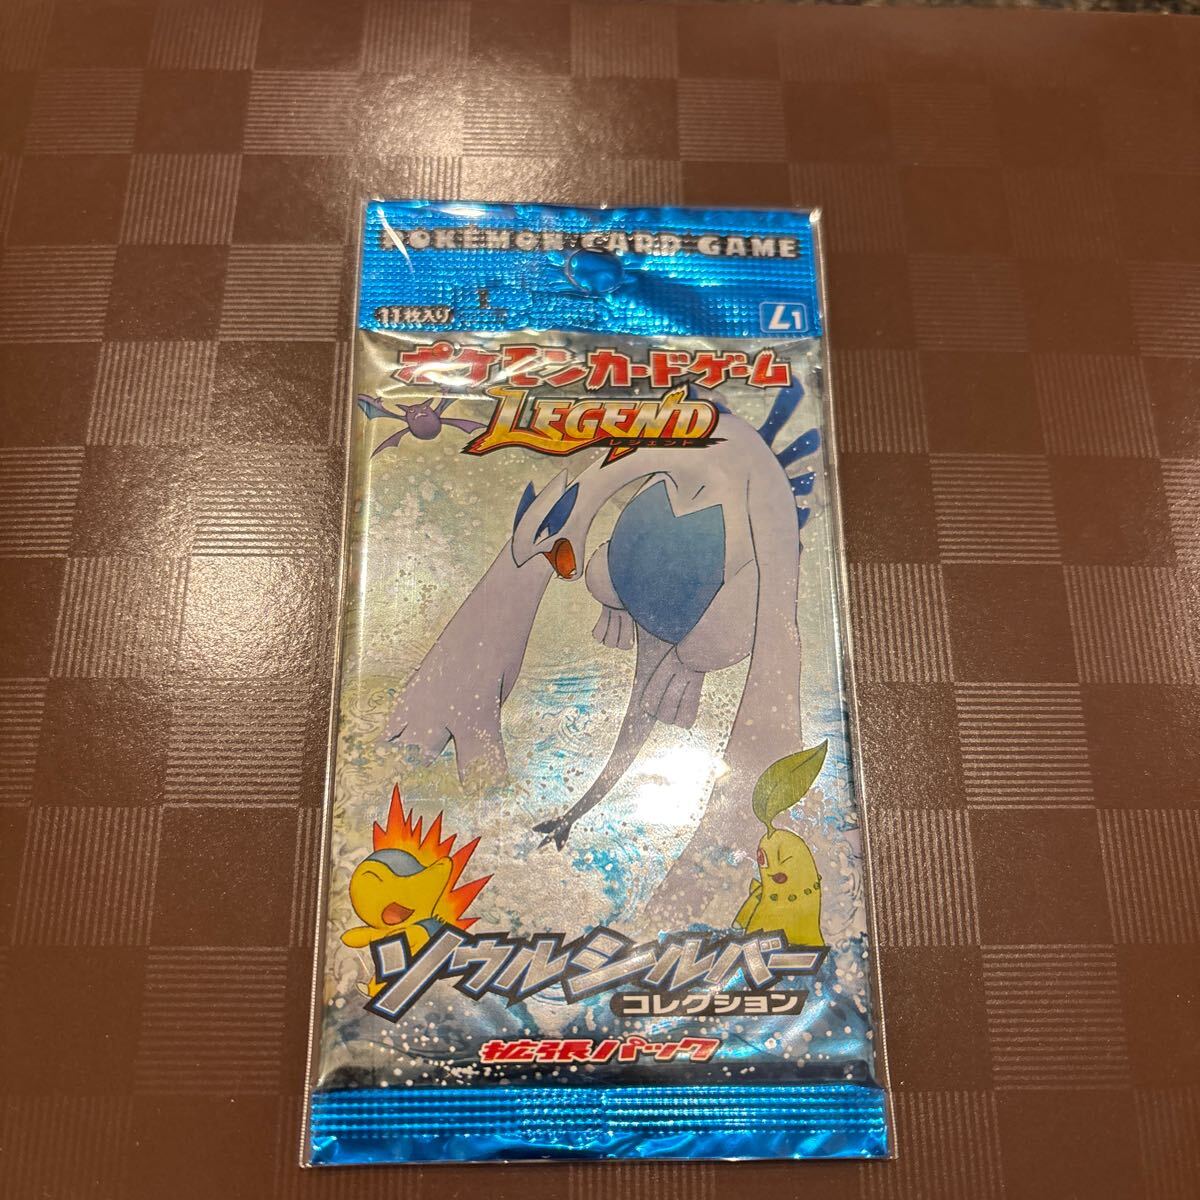 POKÉMON CARD GAME
11枚入り
L1
ポケモンカードゲーム
LEGEND
レジェンド
ソウルシルバー
コレクション
拡張パック